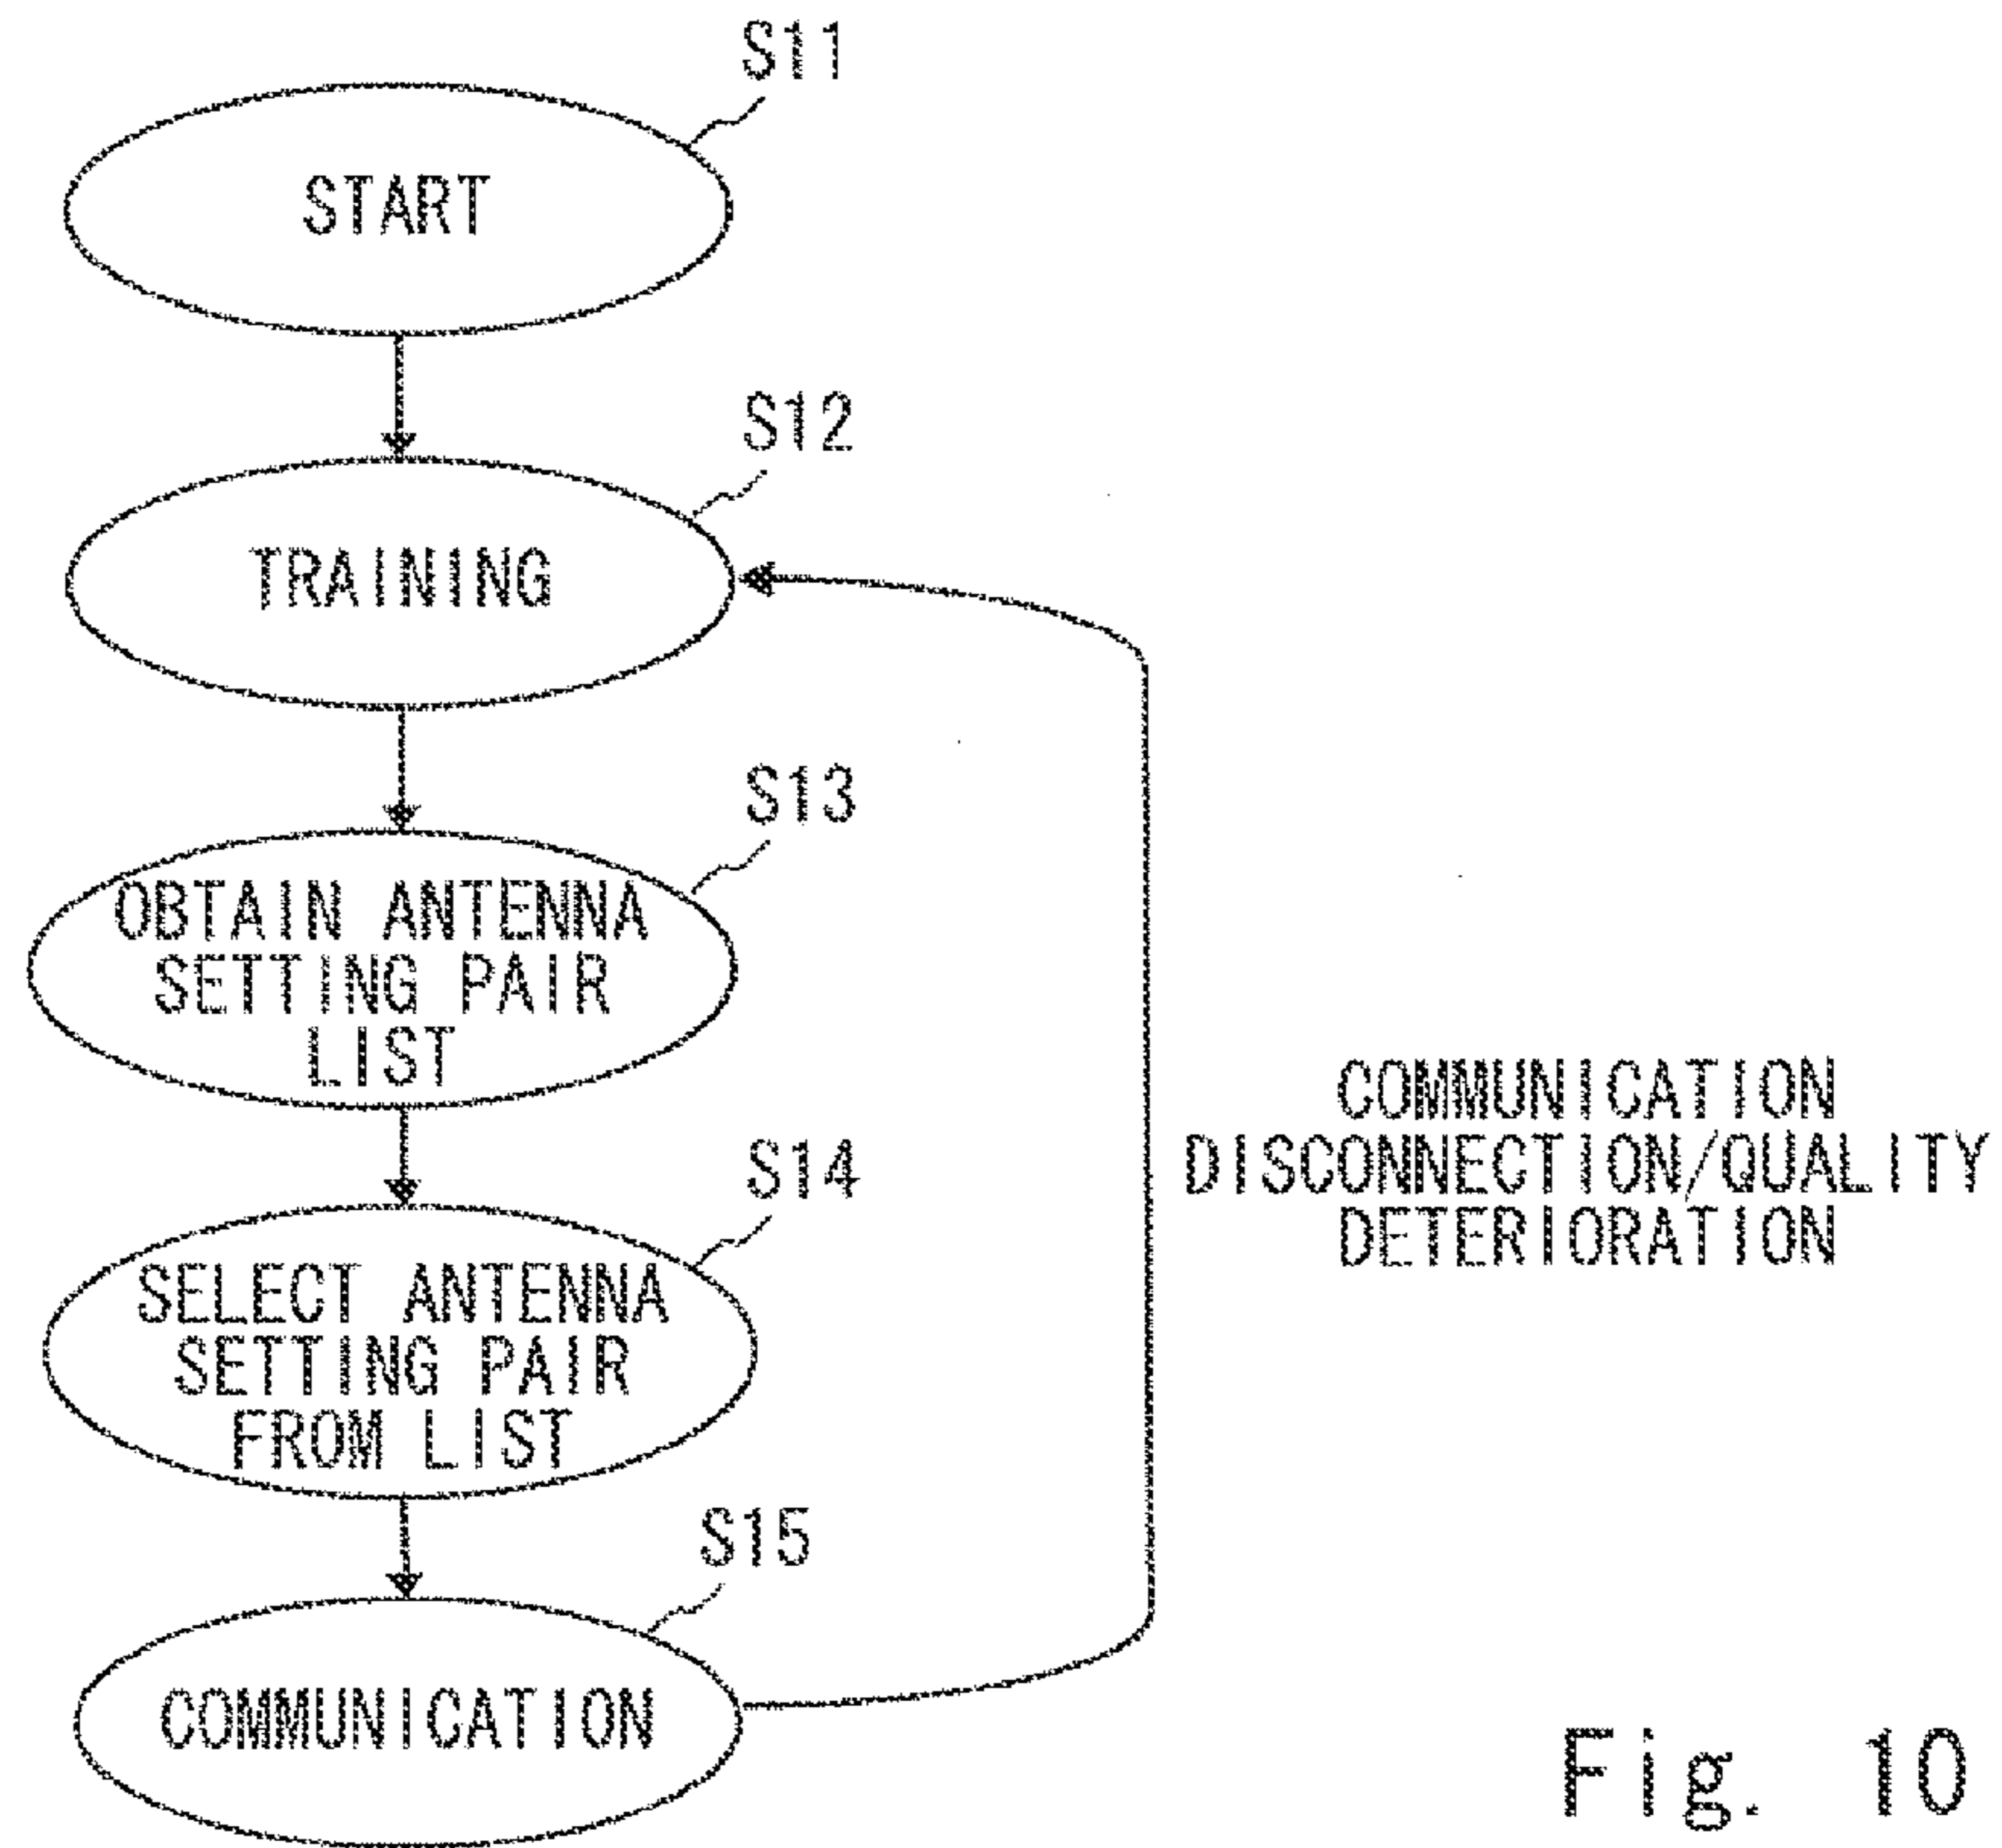 S11
START
S12
TRAINING
S13
OBTAIN ANTENNA
SETTING PAIR
LIST
S14
SELECT ANTENNA
SETTING PAIR
FROM LIST
S15
COMMUNICATION
COMMUNICATION
DISCONNECTION/QUALITY
DETERIORATION
Fig. 10